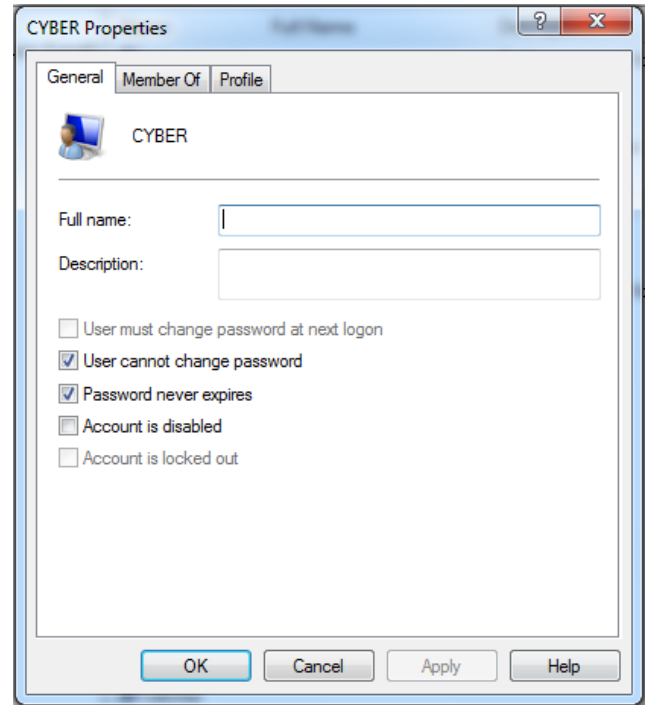 CYBER Properties
General Member Of Profile
CYBER
Full name:
Description:
User must change password at next logon
User cannot change password
Password never expires
Account is disabled
Account is locked out
OK Cancel Apply Help